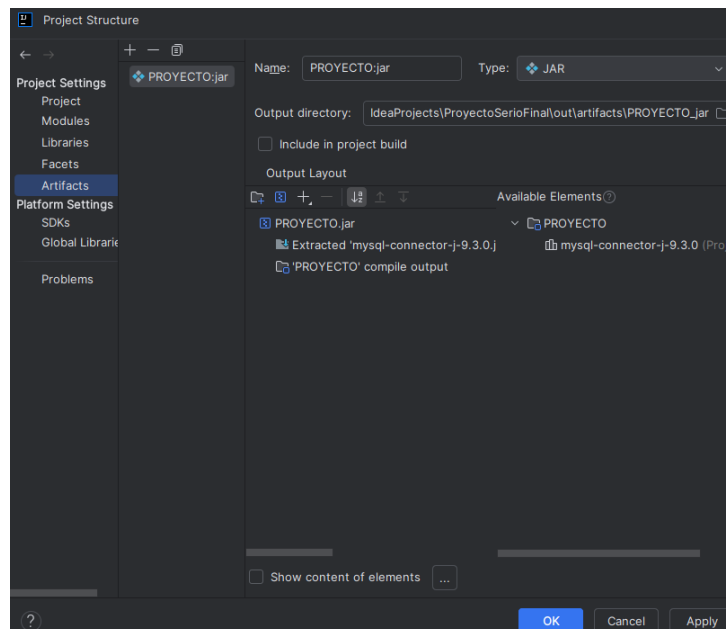 Project Structure
Project Settings
Project
Modules
Libraries
Facets
Artifacts
Platform Settings
SDKs
Global Librarie
Problems
PROYECTO:jar
Name: PROYECTO:jar Type: JAR
Output directory: IdeaProjects\ProyectoSerioFinal\out\artifacts\PROYECTO_jar
Include in project build
Output Layout
Available Elements
PROYECTO.jar
Extracted 'mysql-connector-j-9.3.0.j
'PROYECTO' compile output
PROYECTO
mysql-connector-j-9.3.0 (Pro
Show content of elements ...
? OK Cancel Apply